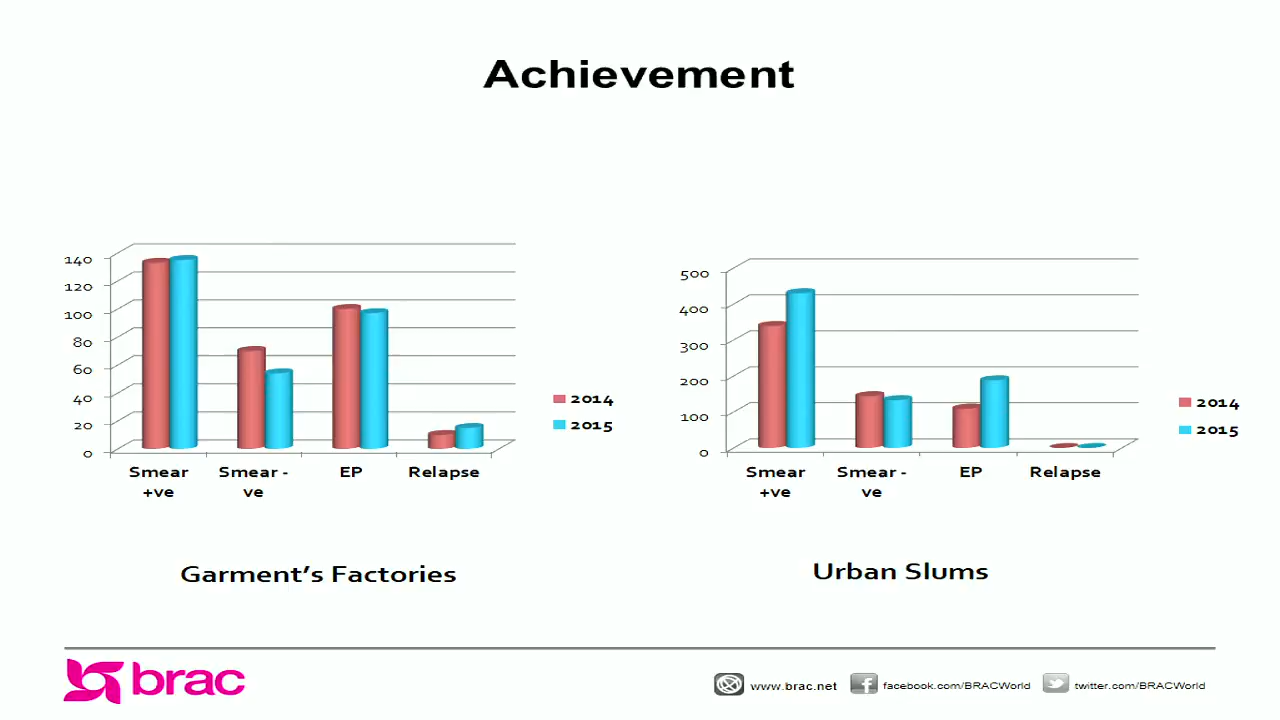 Achievement
140
120
100
80
60
40
20
0
Smear +ve
Smear -ve
EP
Relapse
2014
2015
Garment's Factories
500
400
300
200
100
0
Smear +ve
Smear -ve
EP
Relapse
2014
2015
Urban Slums
brac
www.brac.net
facebook.com/BRACWorld
twitter.com/BRACWorld